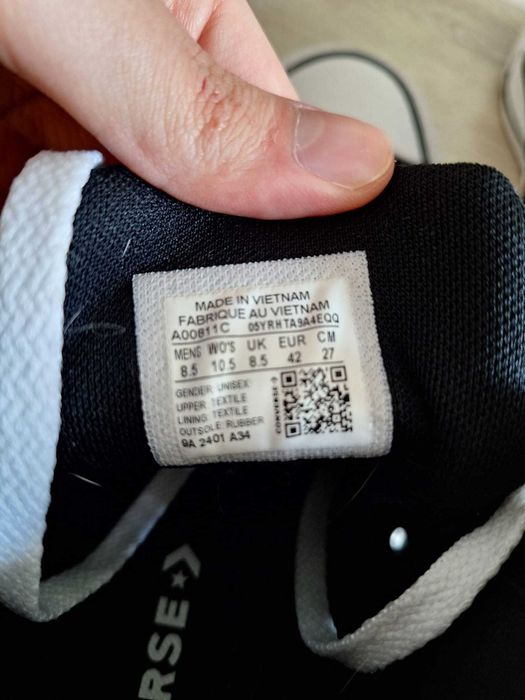 MADE IN VIETNAM
FABRIQUE AU VIETNAM
A00811C 05YRHTA9A4EQQ
MENS WO'S UK EUR CM
8.5 10.5 8.5 42 27
GENDER UNISEX
UPPER TEXTILE
LINING TEXTILE
OUTSOLE RUBBER
9A 2401 A34
CONVERSE
RSE